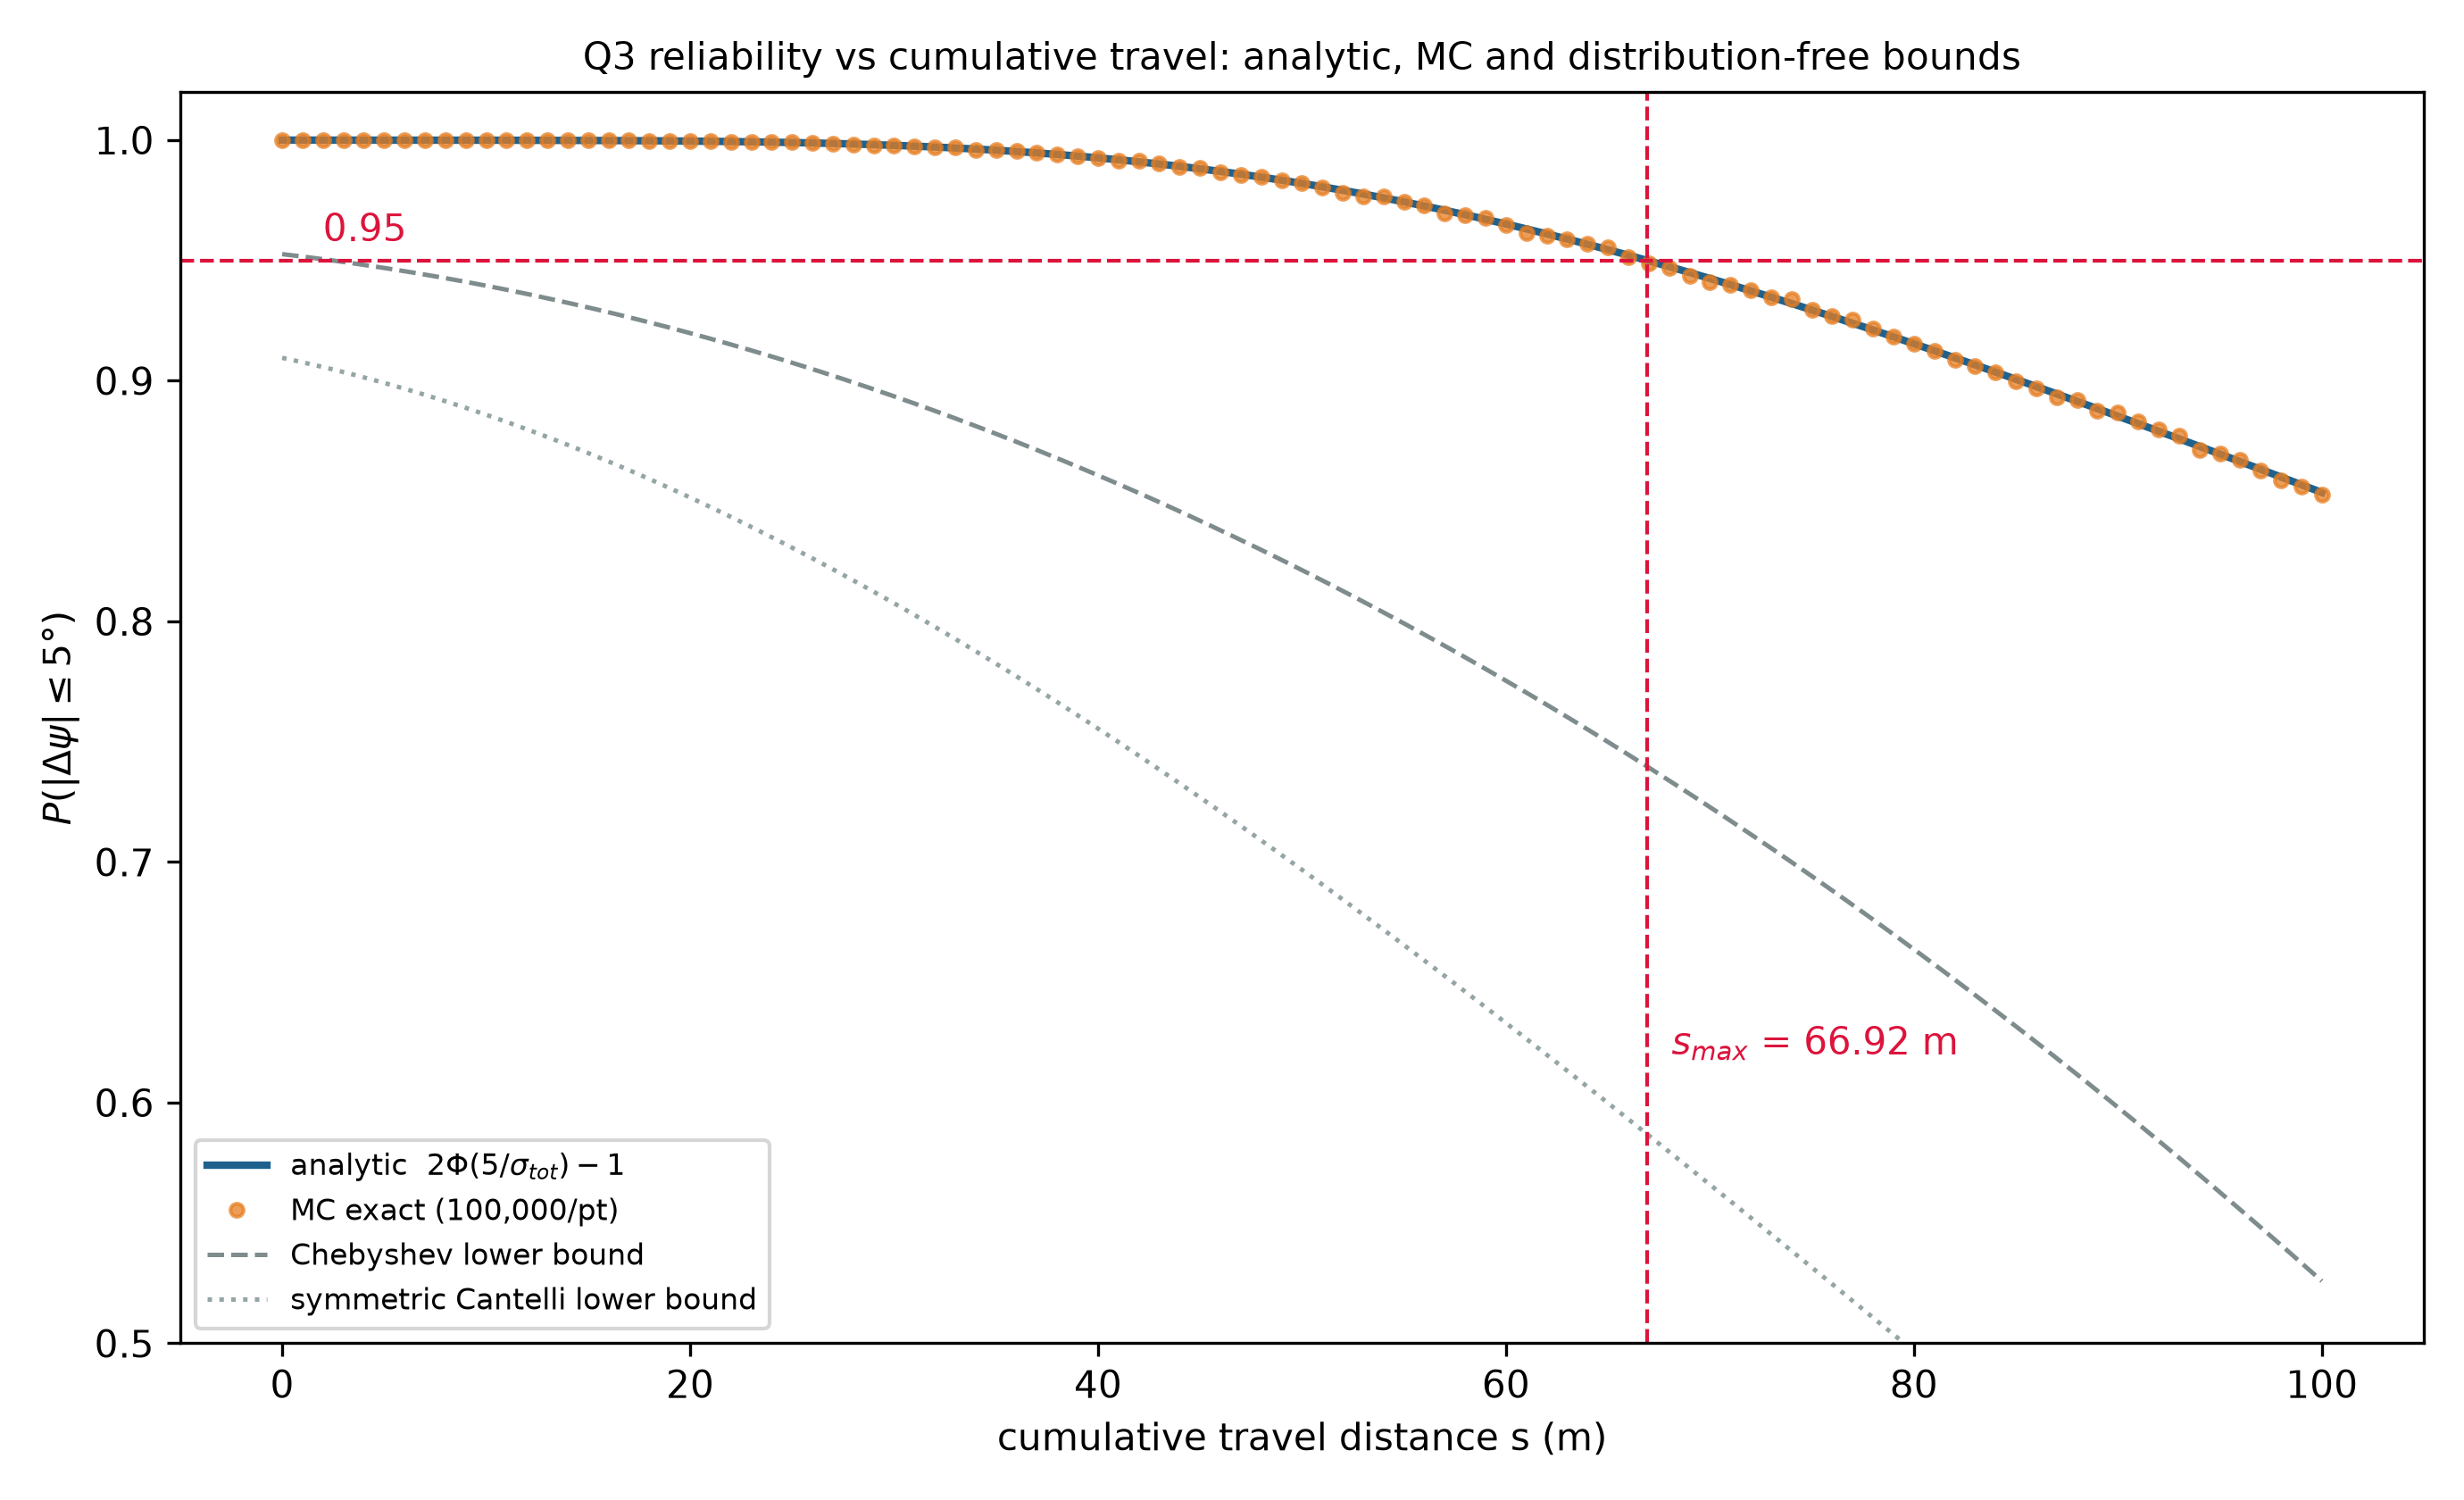 Q3 reliability vs cumulative travel: analytic, MC and distribution-free bounds
P(|Δψ| ≤ 5°)
1.0
0.9
0.8
0.7
0.6
0.5
0.95
s_max = 66.92 m
analytic 2Φ(5/σ_tot) − 1
MC exact (100,000/pt)
Chebyshev lower bound
symmetric Cantelli lower bound
0 20 40 60 80 100
cumulative travel distance s (m)